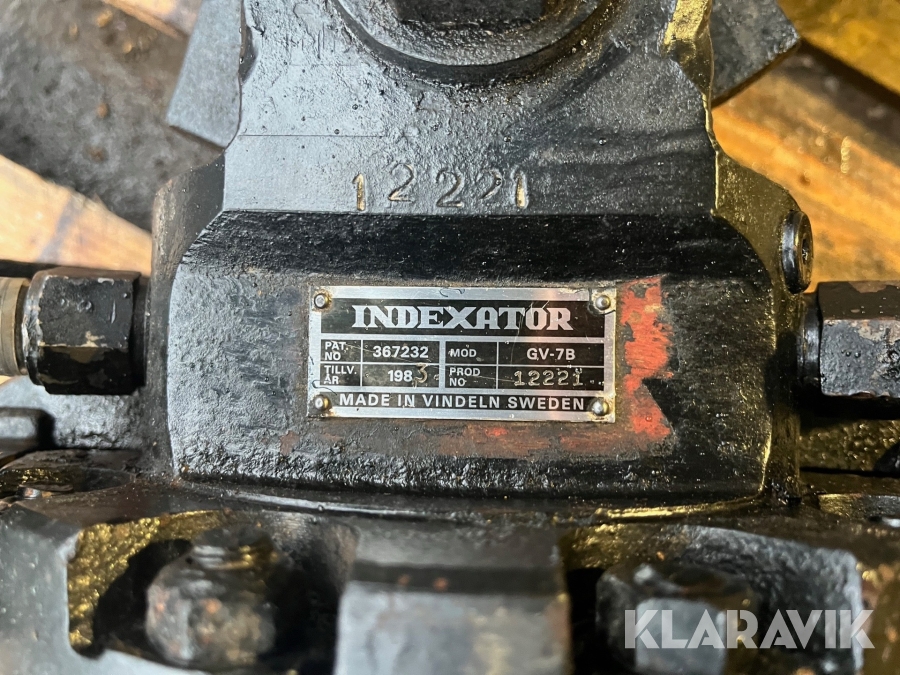 12221
INDEXATOR
PAT. NO 367232 MOD GV-7B
TILLV. ÅR 1983 PROD NO 12221
MADE IN VINDELN SWEDEN
KLARAVIK